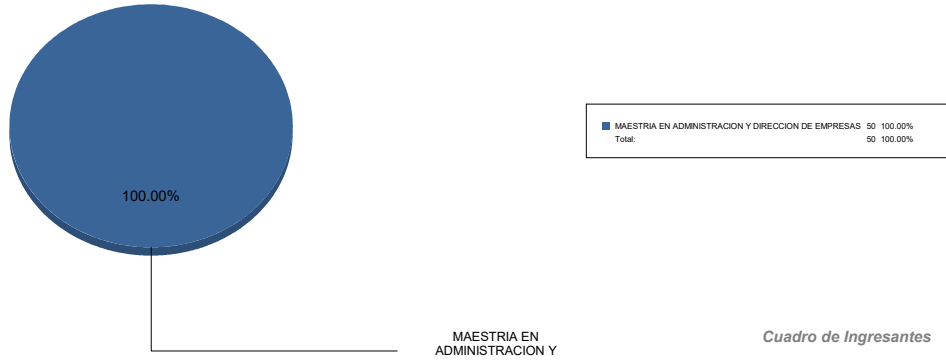 100.00%
MAESTRIA EN ADMINISTRACION Y DIRECCION DE EMPRESAS 50 100.00%
Total: 50 100.00%
MAESTRIA EN
ADMINISTRACION Y
Cuadro de Ingresantes